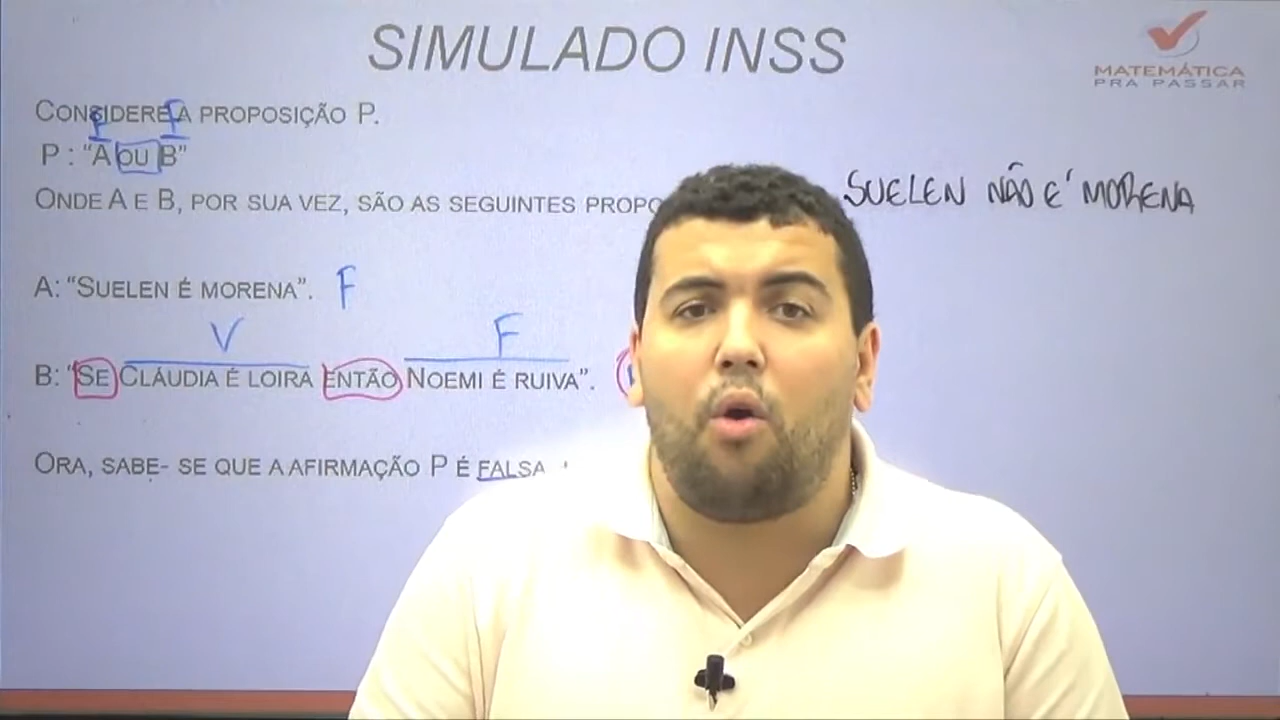 SIMULADO INSS
MATEMÁTICA
PRA PASSAR
CONSIDERE A PROPOSIÇÃO P.
F F
P : “A OU B”
ONDE A E B, POR SUA VEZ, SÃO AS SEGUINTES
SUELEN NÃO É MORENA
A: “SUELEN É MORENA”. F
V F
B: “SE CLÁUDIA É LOIRA ENTÃO NOEMI É RUIVA”.
ORA, SABE- SE QUE A AFIRMAÇÃO P É FALSA